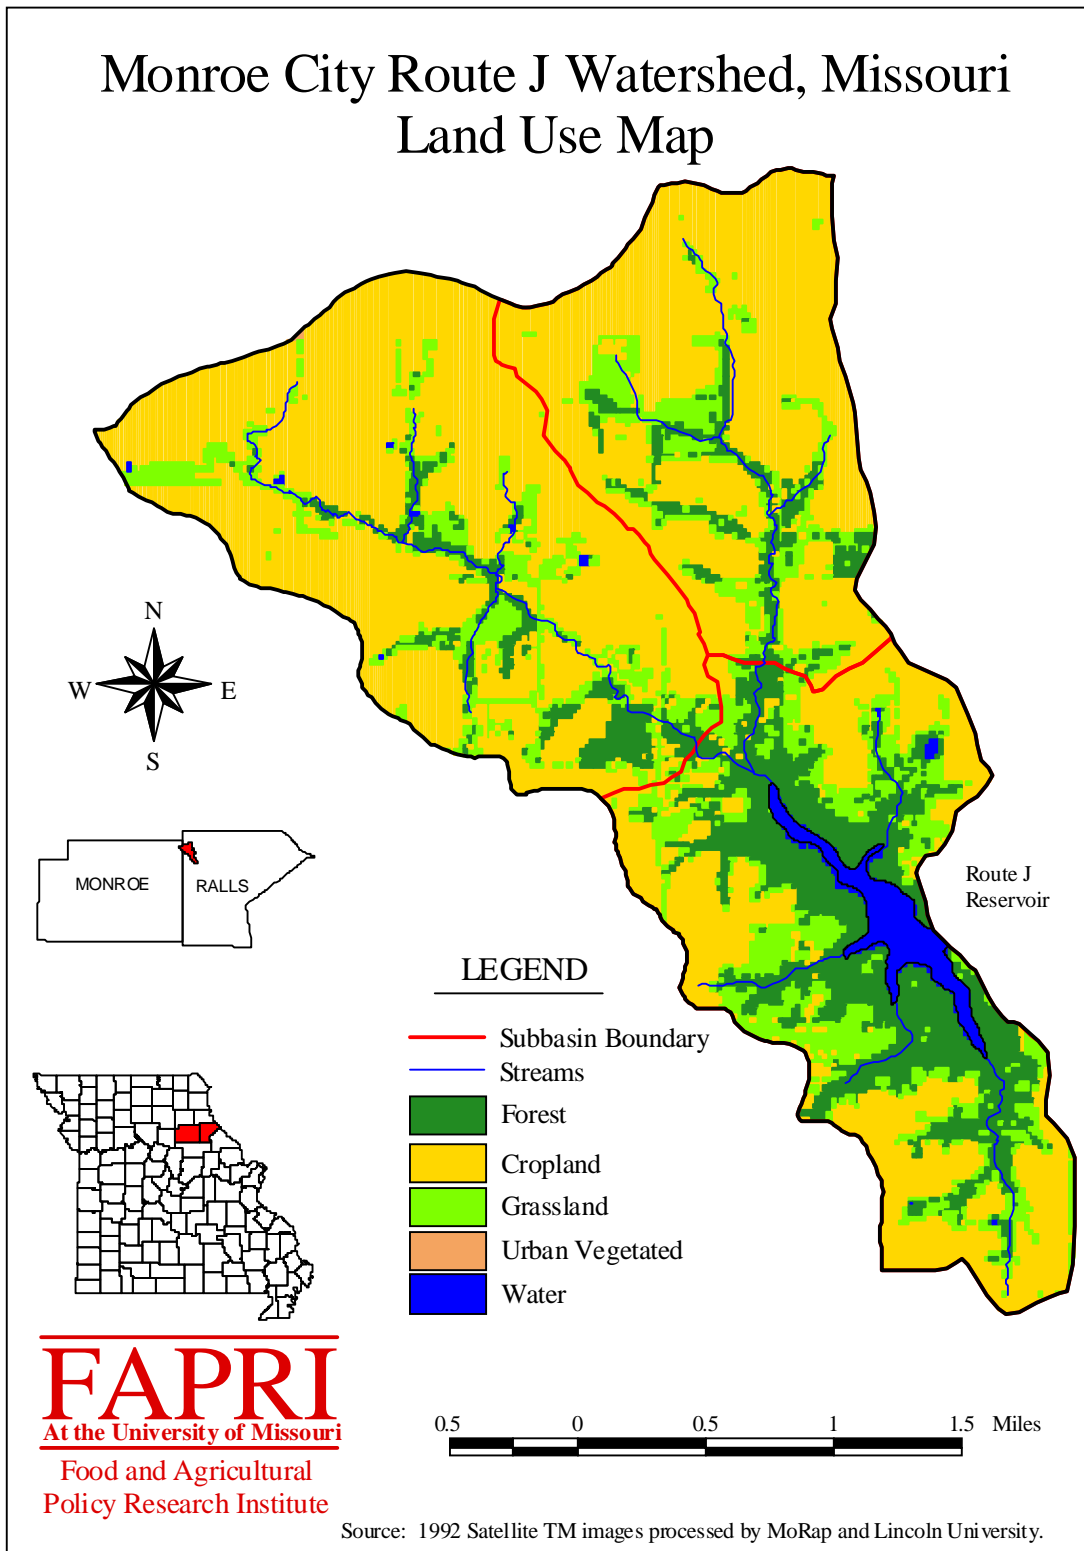 Monroe City Route J Watershed, Missouri
Land Use Map
N
W
E
S
MONROE
RALLS
Route J
Reservoir
LEGEND
Subbasin Boundary
Streams
Forest
Cropland
Grassland
Urban Vegetated
Water
FAPRI
At the University of Missouri
Food and Agricultural
Policy Research Institute
0.5 0 0.5 1 1.5 Miles
Source: 1992 Satellite TM images processed by MoRap and Lincoln University.